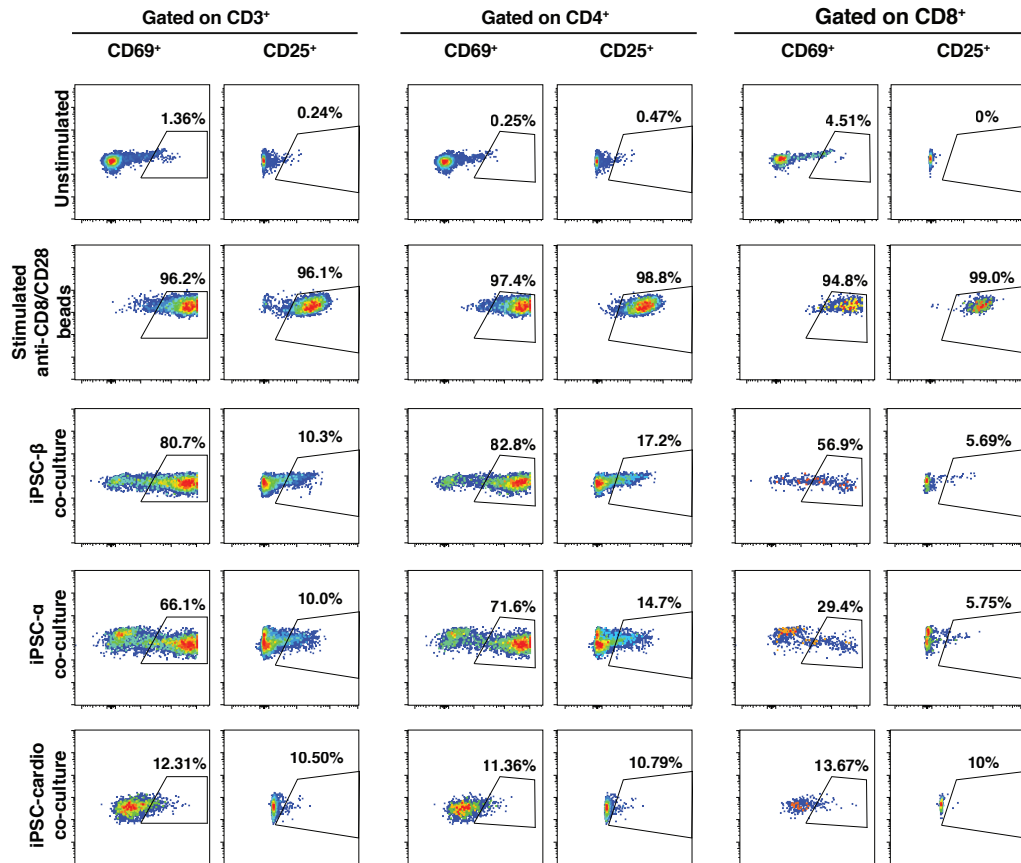 Gated on CD3⁺ Gated on CD4⁺ Gated on CD8⁺
CD69⁺ CD25⁺ CD69⁺ CD25⁺ CD69⁺ CD25⁺
Unstimulated
1.36% 0.24% 0.25% 0.47% 4.51% 0%
Stimulated
anti-CD8/CD28
beads
96.2% 96.1% 97.4% 98.8% 94.8% 99.0%
iPSC-β
co-culture
80.7% 10.3% 82.8% 17.2% 56.9% 5.69%
iPSC-α
co-culture
66.1% 10.0% 71.6% 14.7% 29.4% 5.75%
iPSC-cardio
co-culture
12.31% 10.50% 11.36% 10.79% 13.67% 10%